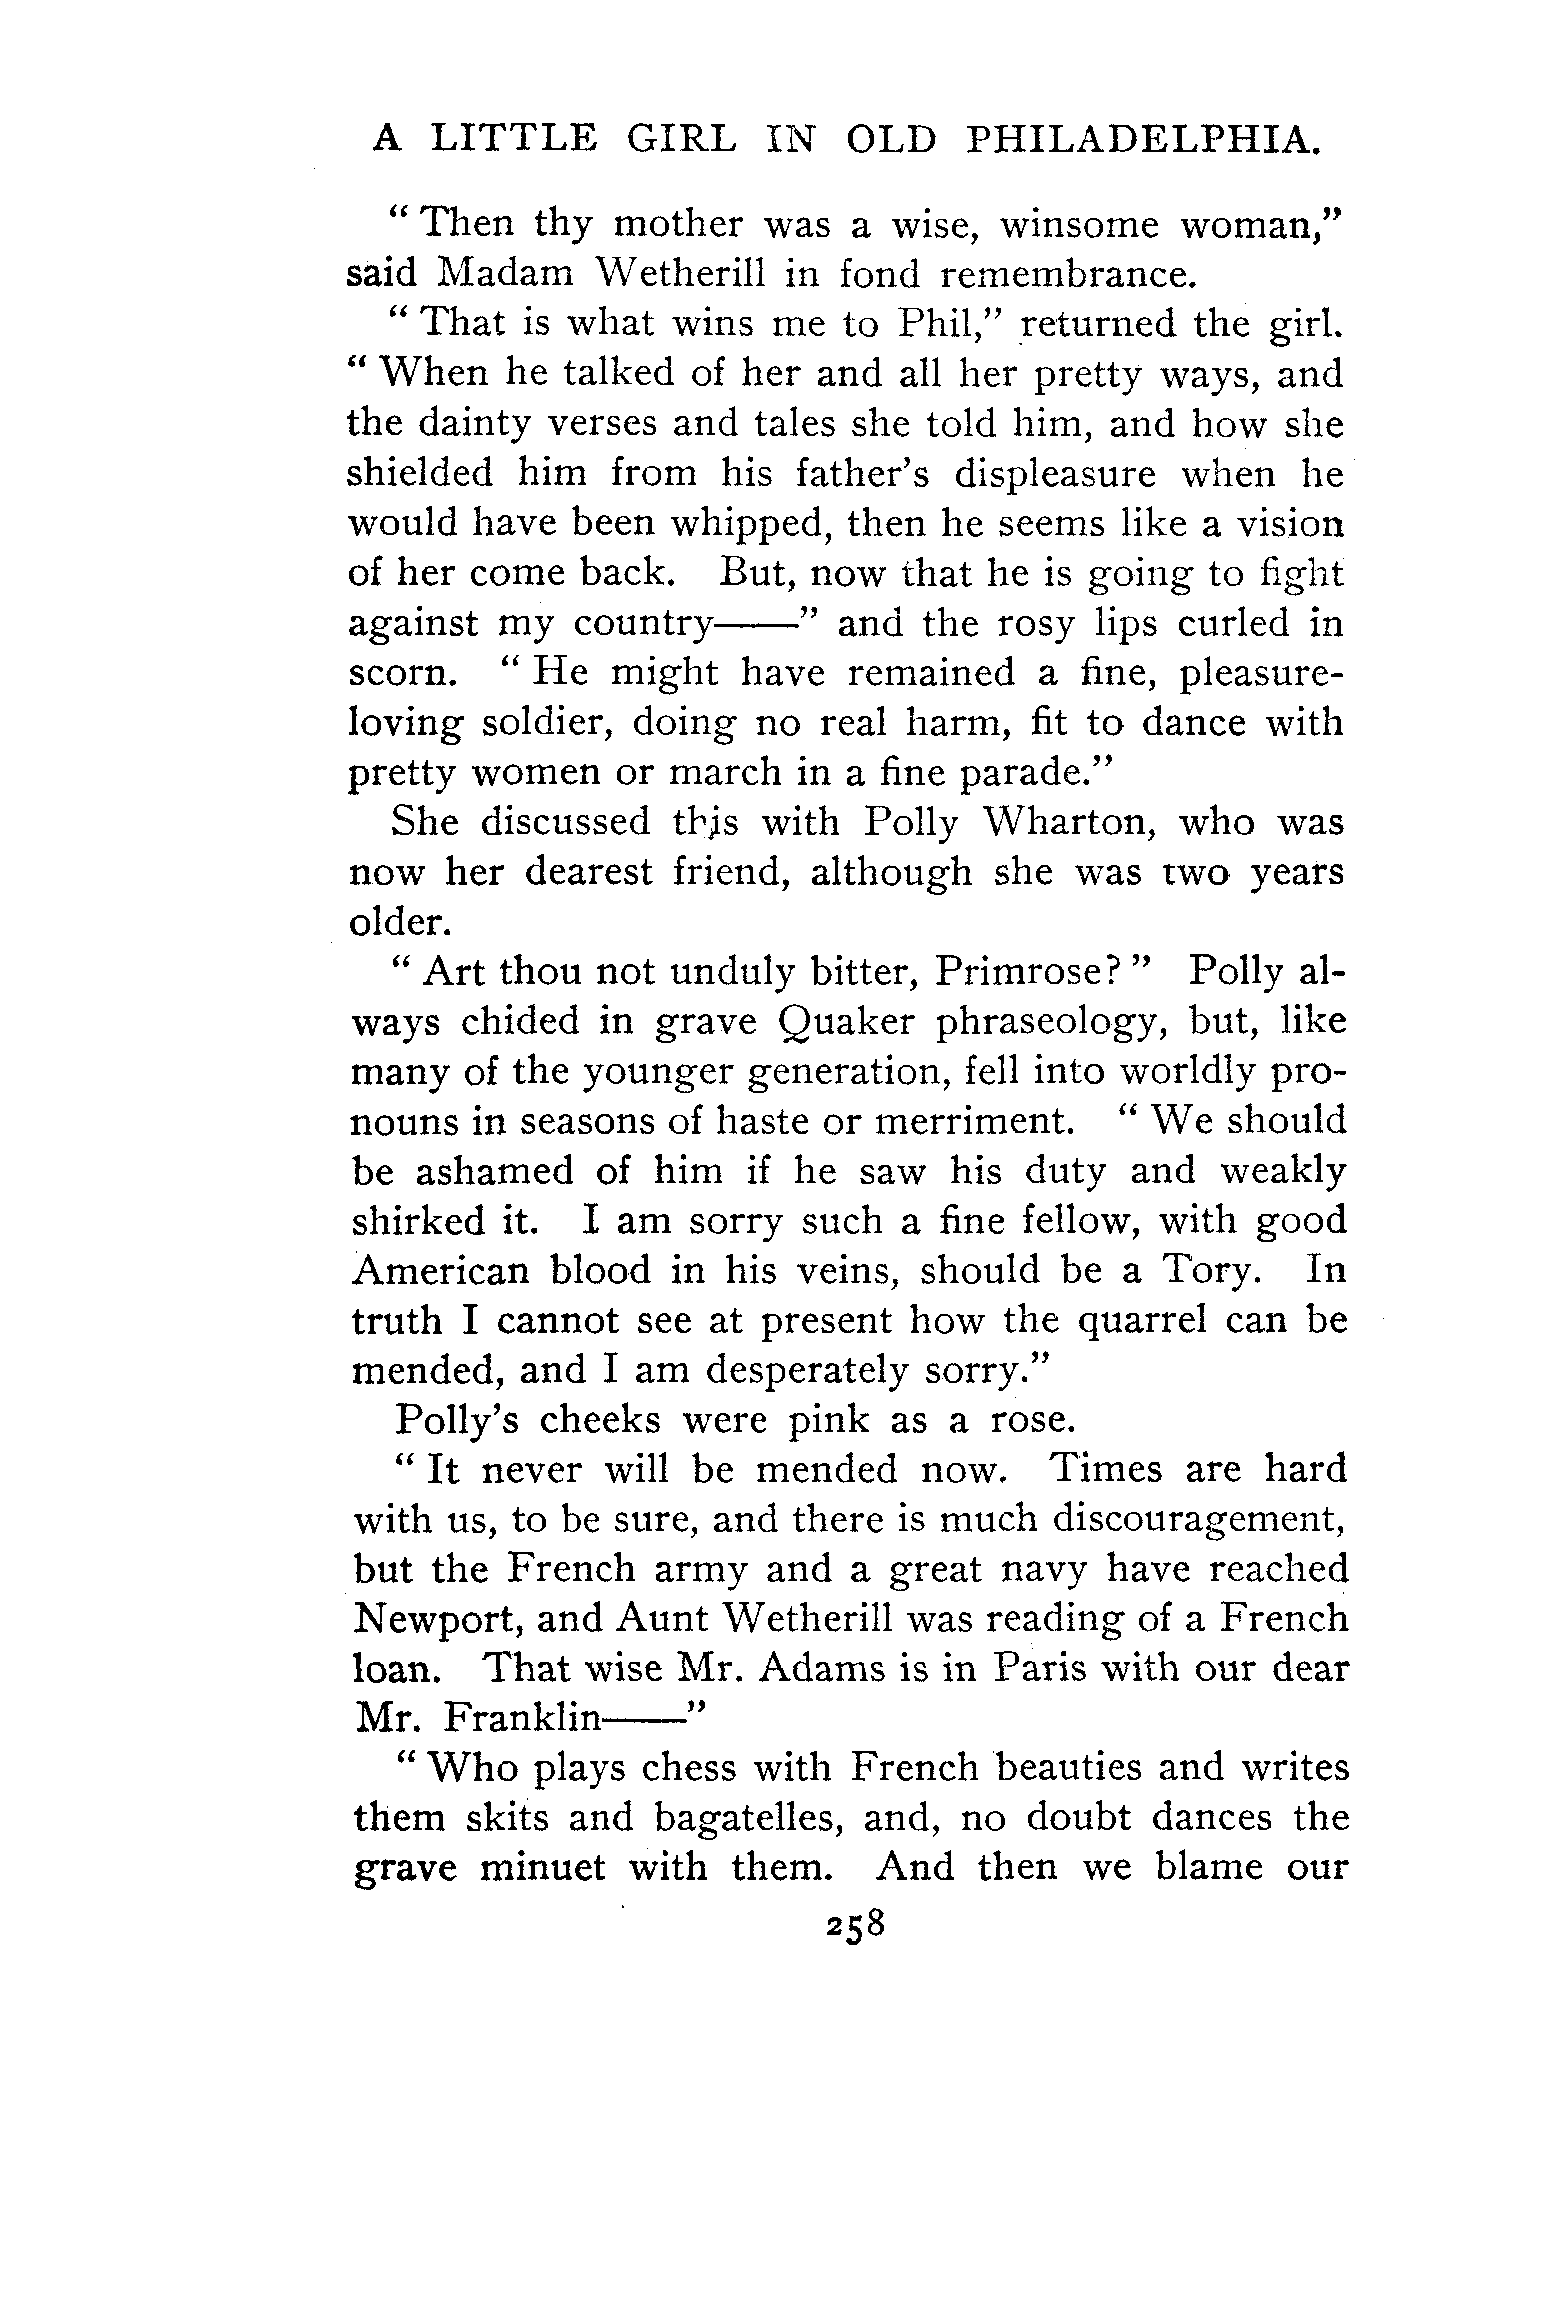 A LITTLE GIRL IN OLD PHILADELPHIA.
“ Then thy mother was a wise, winsome woman,”
said Madam Wetherill in fond remembrance.
“ That is what wins me to Phil,” returned the girl.
“ When he talked of her and all her pretty ways, and
the dainty verses and tales she told him, and how she
shielded him from his father’s displeasure when he
would have been whipped, then he seems like a vision
of her come back. But, now that he is going to fight
against my country——” and the rosy lips curled in
scorn. “ He might have remained a fine, pleasure-
loving soldier, doing no real harm, fit to dance with
pretty women or march in a fine parade.”
She discussed this with Polly Wharton, who was
now her dearest friend, although she was two years
older.
“ Art thou not unduly bitter, Primrose? ” Polly al-
ways chided in grave Quaker phraseology, but, like
many of the younger generation, fell into worldly pro-
nouns in seasons of haste or merriment. “ We should
be ashamed of him if he saw his duty and weakly
shirked it. I am sorry such a fine fellow, with good
American blood in his veins, should be a Tory. In
truth I cannot see at present how the quarrel can be
mended, and I am desperately sorry.”
Polly’s cheeks were pink as a rose.
“ It never will be mended now. Times are hard
with us, to be sure, and there is much discouragement,
but the French army and a great navy have reached
Newport, and Aunt Wetherill was reading of a French
loan. That wise Mr. Adams is in Paris with our dear
Mr. Franklin——”
“ Who plays chess with French beauties and writes
them skits and bagatelles, and, no doubt dances the
grave minuet with them. And then we blame our
258